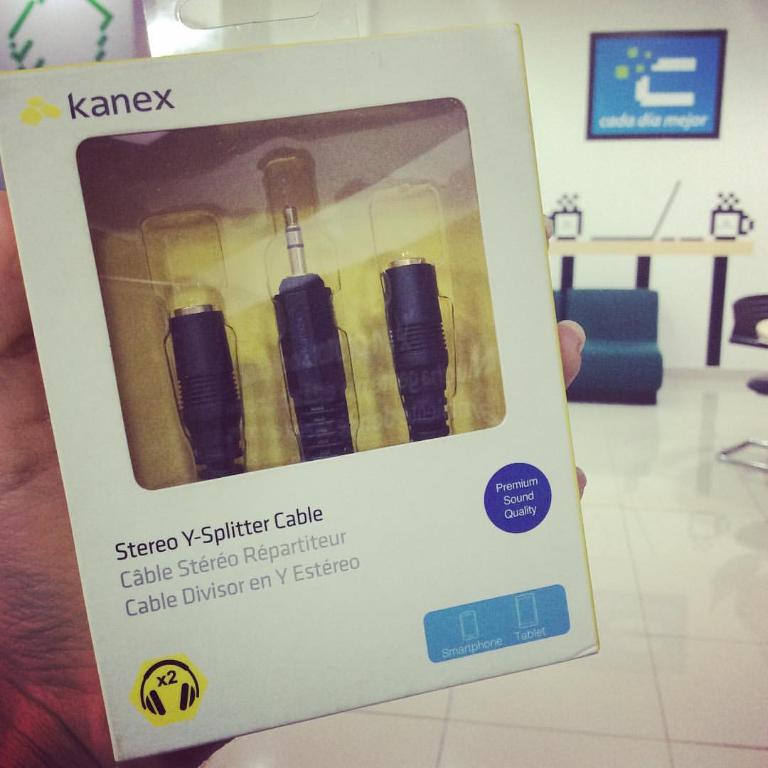 kanex
cada día mejor
Premium
Sound
Quality
Stereo Y-Splitter Cable
Câble Stéréo Répartiteur
Cable Divisor en Y Estéreo
Smartphone
Tablet
x2